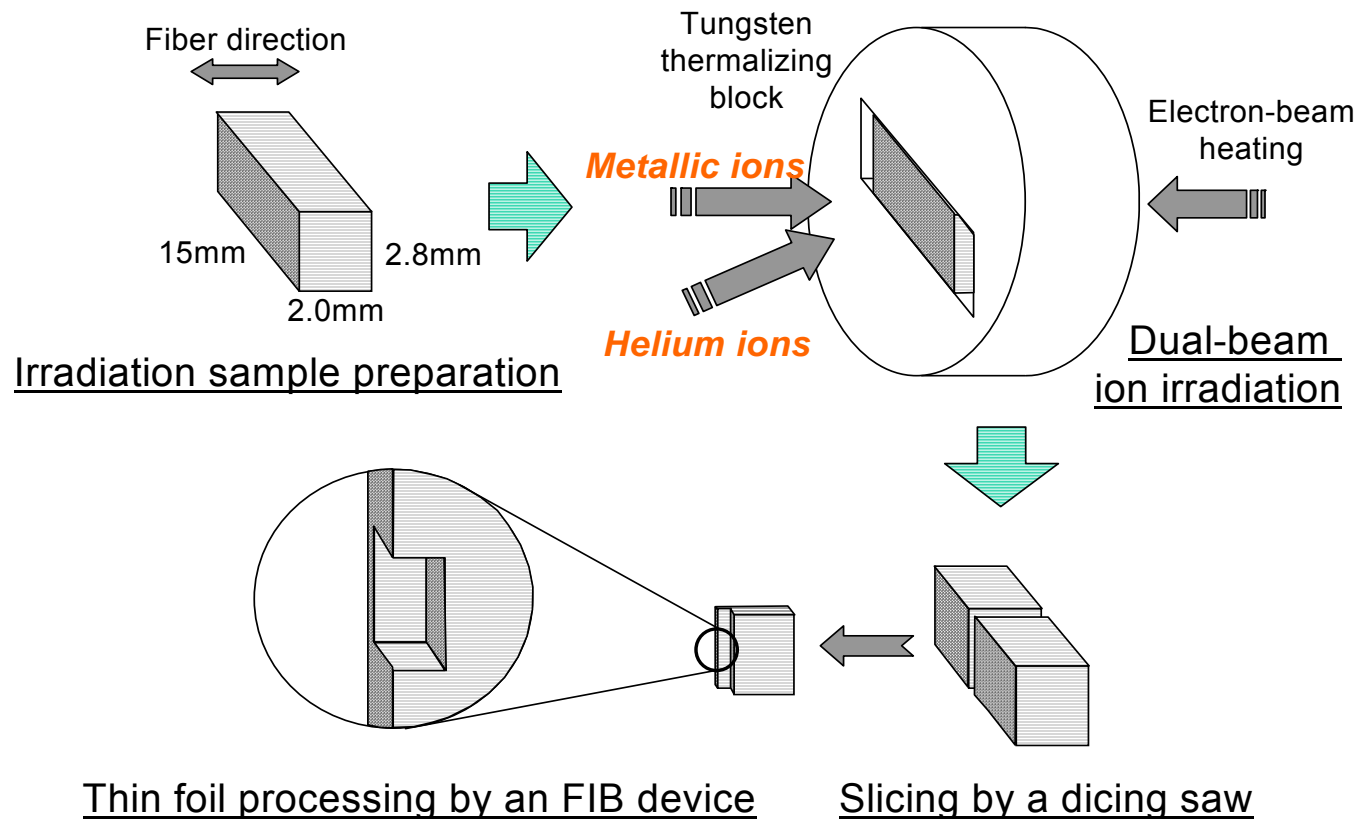 Fiber direction
15mm
2.8mm
2.0mm
Irradiation sample preparation
Tungsten
thermalizing
block
Metallic ions
Helium ions
Electron-beam
heating
Dual-beam
ion irradiation
Thin foil processing by an FIB device
Slicing by a dicing saw